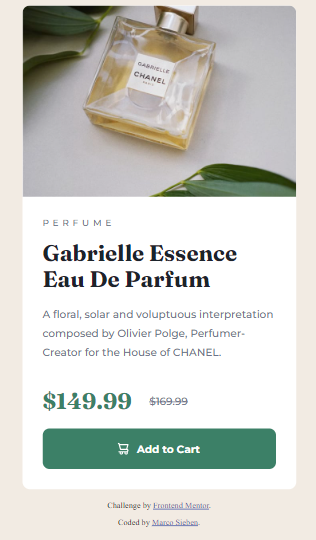 GABRIELLE
CHANEL
PERFUME
Gabrielle Essence
Eau De Parfum
A floral, solar and voluptuous interpretation
composed by Olivier Polge, Perfumer-
Creator for the House of CHANEL.
$149.99 $169.99
Add to Cart
Challenge by Frontend Mentor.
Coded by Marco Sieben.